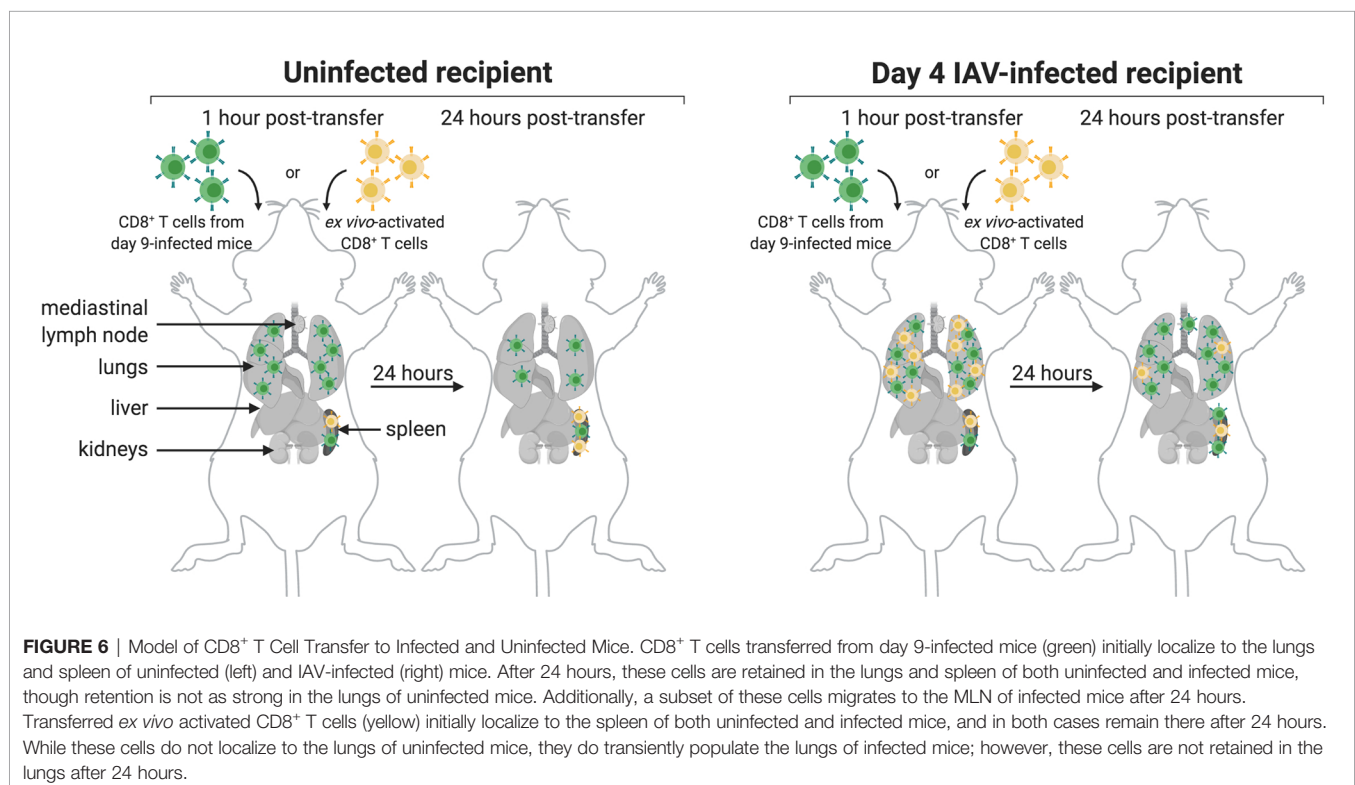 Uninfected recipient
1 hour post-transfer
24 hours post-transfer
or
CD8⁺ T cells from
day 9-infected mice
ex vivo-activated
CD8⁺ T cells
mediastinal
lymph node
lungs
liver
kidneys
24 hours
spleen
Day 4 IAV-infected recipient
1 hour post-transfer
24 hours post-transfer
or
CD8⁺ T cells from
day 9-infected mice
ex vivo-activated
CD8⁺ T cells
24 hours
FIGURE 6 | Model of CD8⁺ T Cell Transfer to Infected and Uninfected Mice. CD8⁺ T cells transferred from day 9-infected mice (green) initially localize to the lungs
and spleen of uninfected (left) and IAV-infected (right) mice. After 24 hours, these cells are retained in the lungs and spleen of both uninfected and infected mice,
though retention is not as strong in the lungs of uninfected mice. Additionally, a subset of these cells migrates to the MLN of infected mice after 24 hours.
Transferred ex vivo activated CD8⁺ T cells (yellow) initially localize to the spleen of both uninfected and infected mice, and in both cases remain there after 24 hours.
While these cells do not localize to the lungs of uninfected mice, they do transiently populate the lungs of infected mice; however, these cells are not retained in the
lungs after 24 hours.